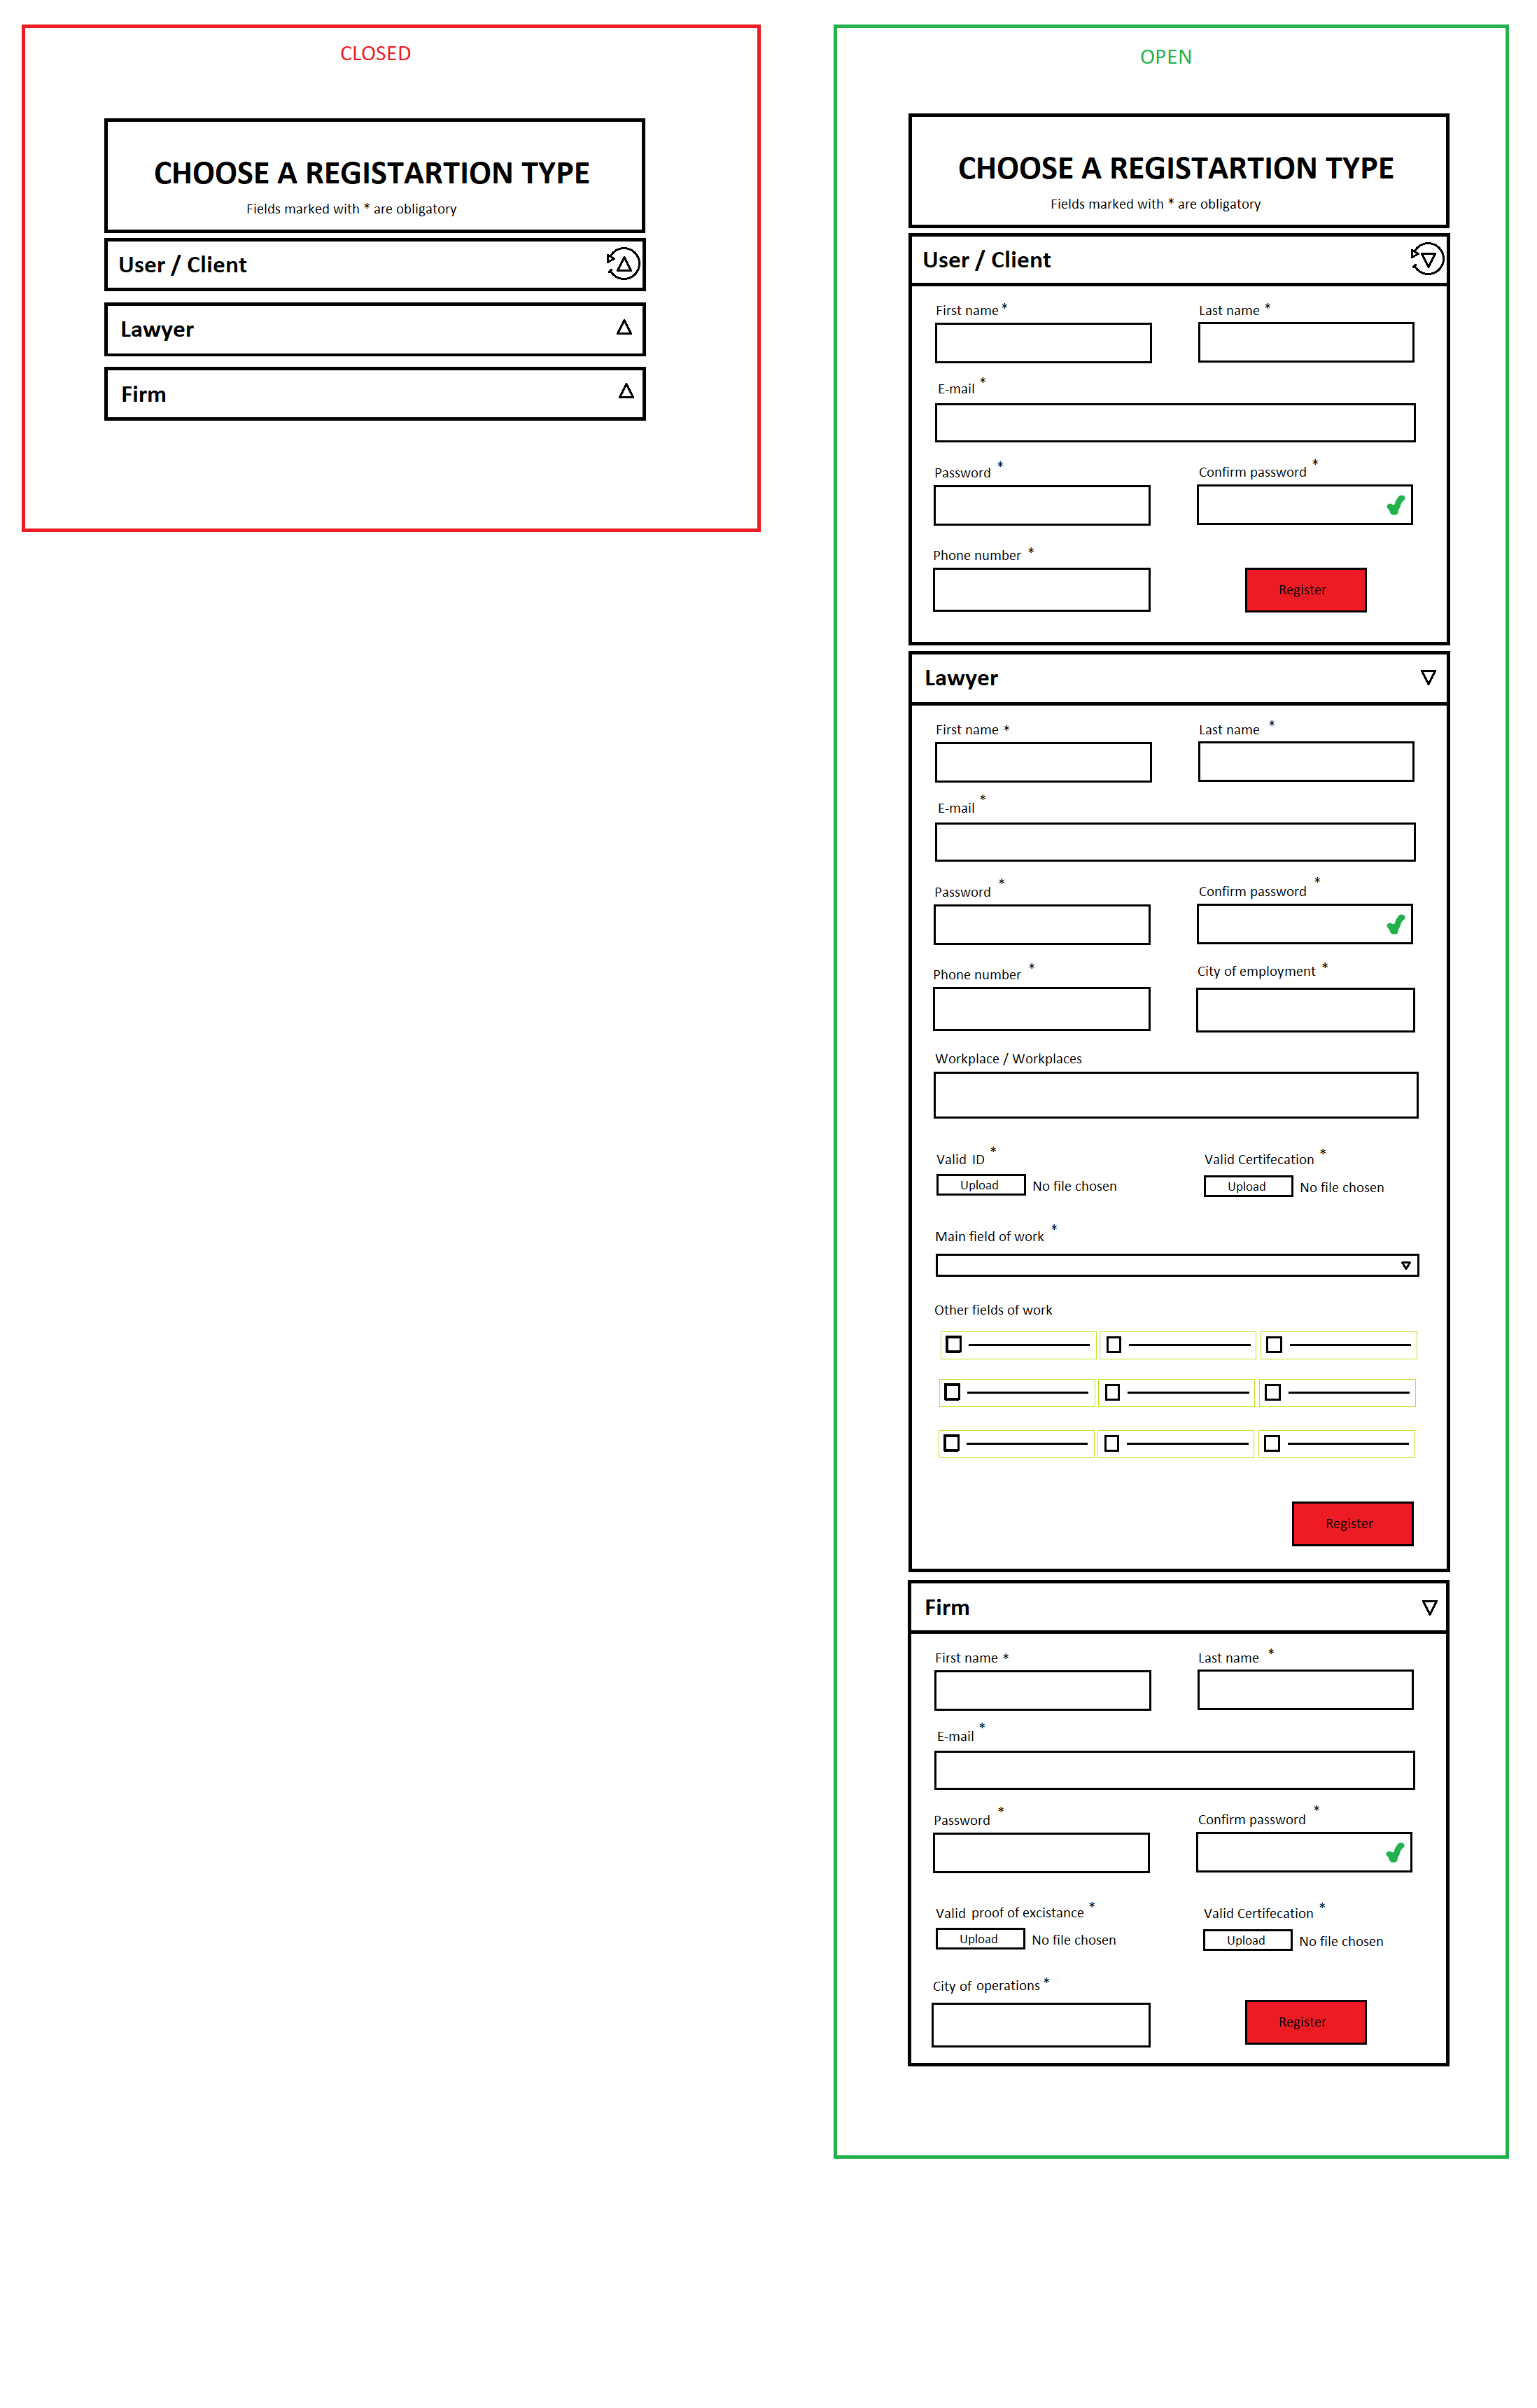 CLOSED
CHOOSE A REGISTARTION TYPE
Fields marked with * are obligatory
User / Client
Lawyer
Firm
OPEN
CHOOSE A REGISTARTION TYPE
Fields marked with * are obligatory
User / Client
First name * Last name *
E-mail *
Password * Confirm password *
Phone number *
Register
Lawyer
First name * Last name *
E-mail *
Password * Confirm password *
Phone number * City of employment *
Workplace / Workplaces
Valid ID * Valid Certifecation *
Upload No file chosen Upload No file chosen
Main field of work *
Other fields of work
Register
Firm
First name * Last name *
E-mail *
Password * Confirm password *
Valid proof of excistance * Valid Certifecation *
Upload No file chosen Upload No file chosen
City of operations *
Register